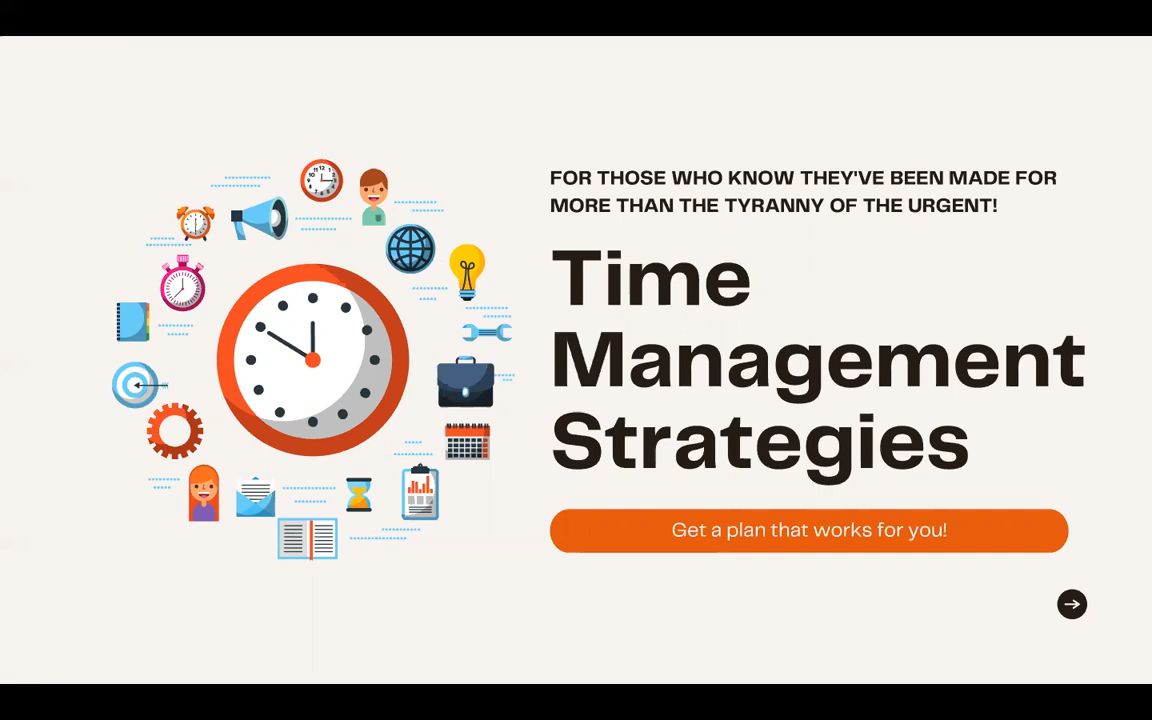 FOR THOSE WHO KNOW THEY'VE BEEN MADE FOR
MORE THAN THE TYRANNY OF THE URGENT!
Time
Management
Strategies
Get a plan that works for you!